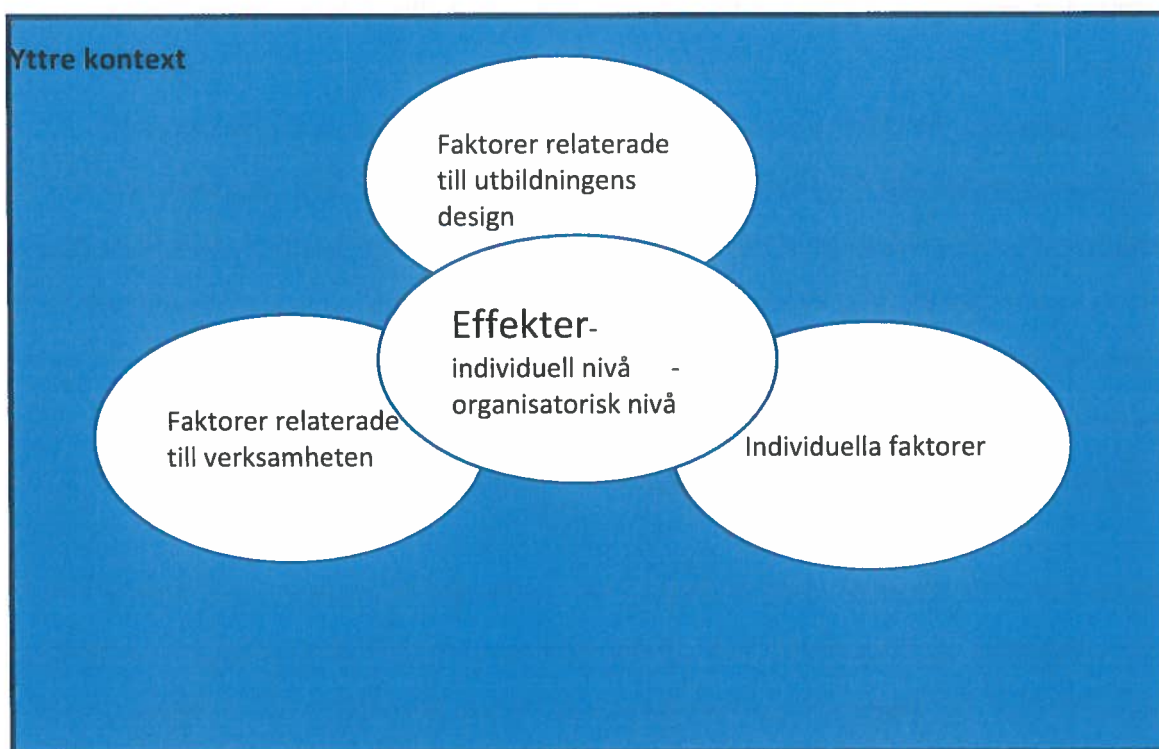 Yttre kontext
Faktorer relaterade
till utbildningens
design
Effekter-
individuell nivå -
organisatorisk nivå
Faktorer relaterade
till verksamheten
Individuella faktorer